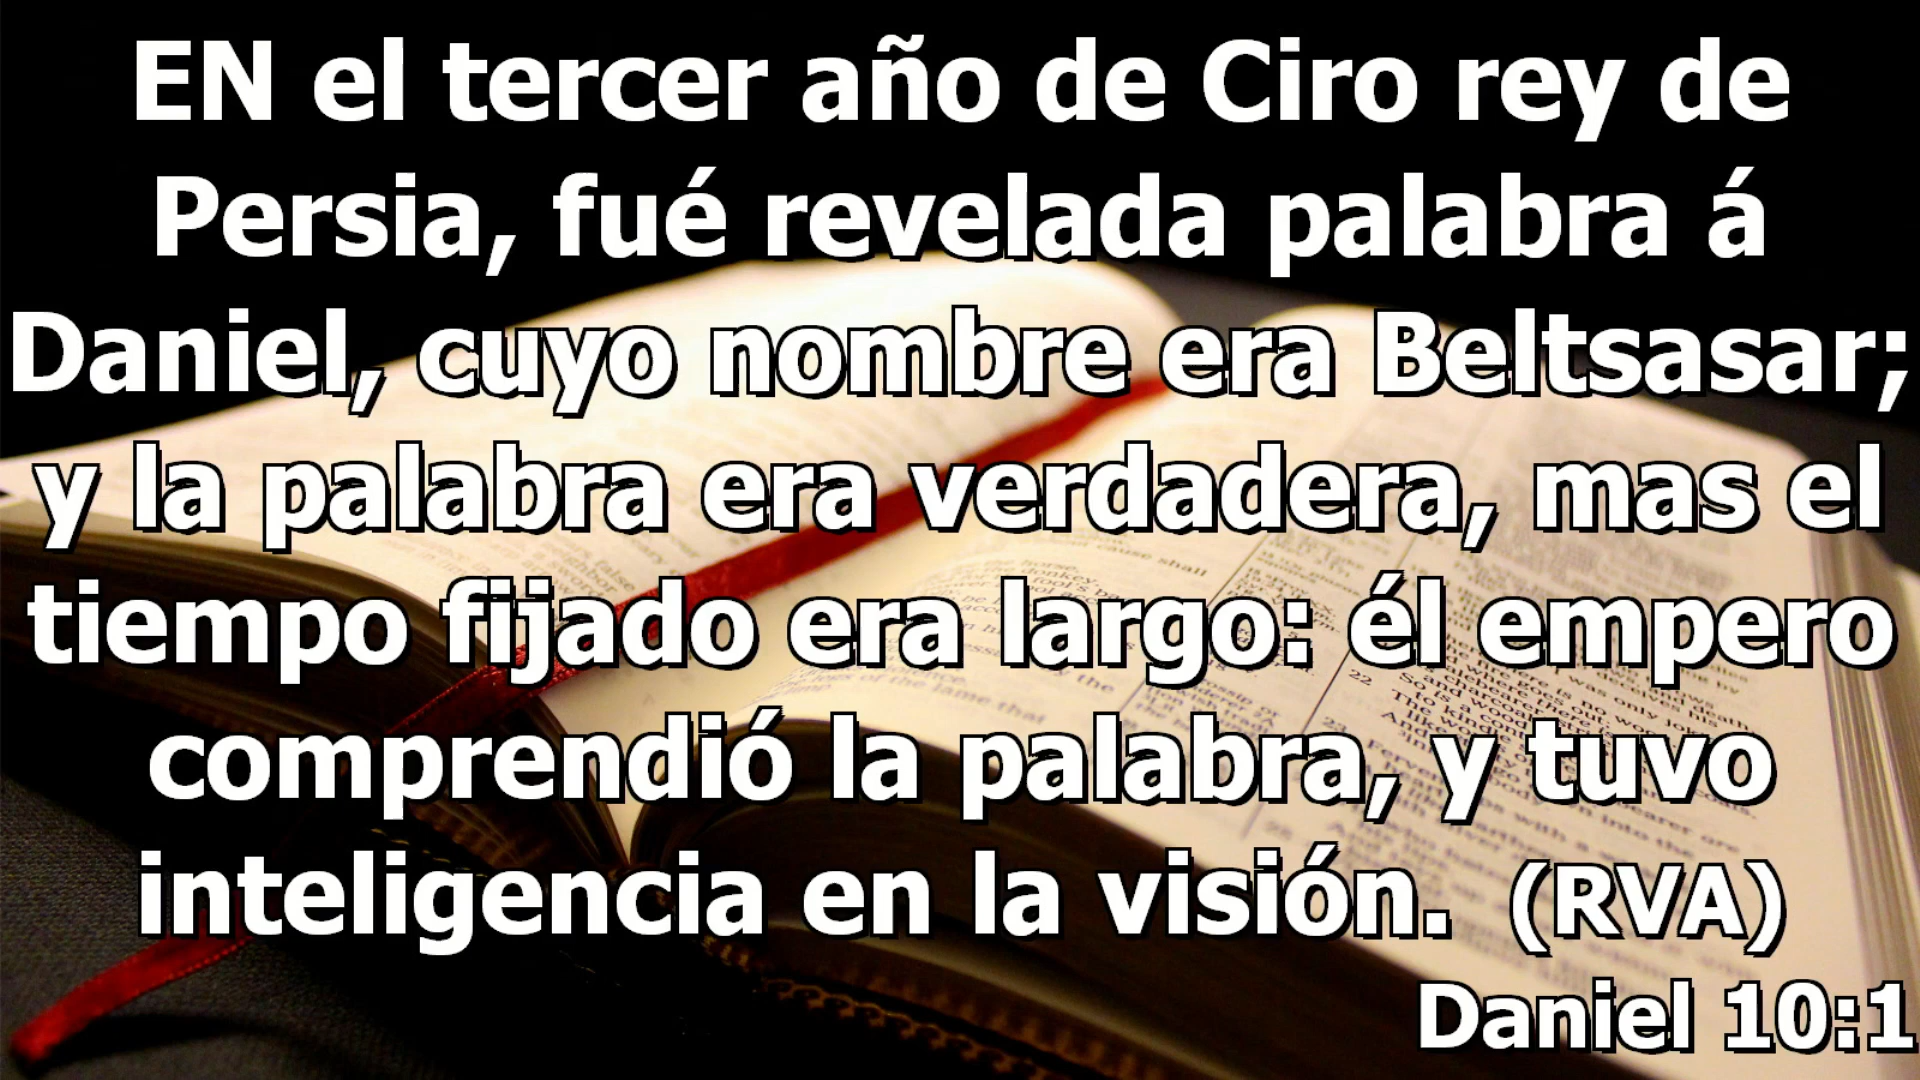 EN el tercer año de Ciro rey de
Persia, fué revelada palabra á
Daniel, cuyo nombre era Beltsasar;
y la palabra era verdadera, mas el
tiempo fijado era largo: él empero
comprendió la palabra, y tuvo
inteligencia en la visión. (RVA)
Daniel 10:1